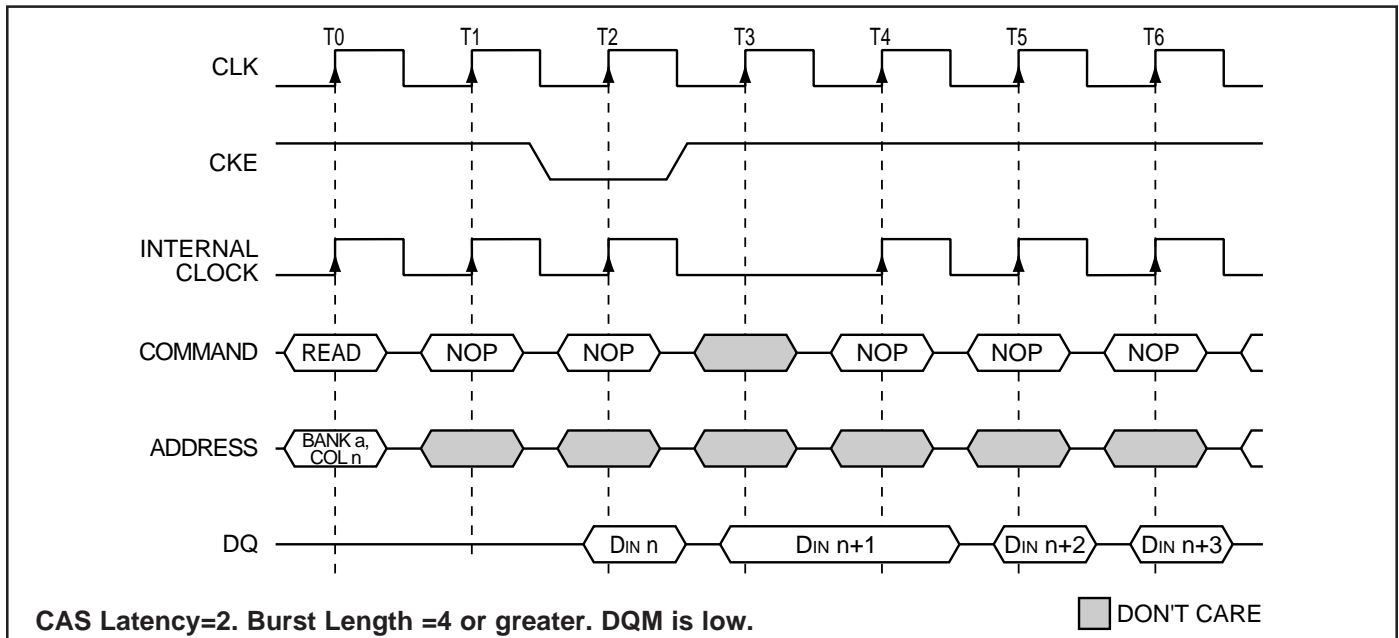 T0 T1 T2 T3 T4 T5 T6
CLK
CKE
INTERNAL
CLOCK
COMMAND READ NOP NOP NOP NOP NOP
ADDRESS BANK a,
COL n
DQ DIN n DIN n+1 DIN n+2 DIN n+3
CAS Latency=2. Burst Length =4 or greater. DQM is low.
DON'T CARE